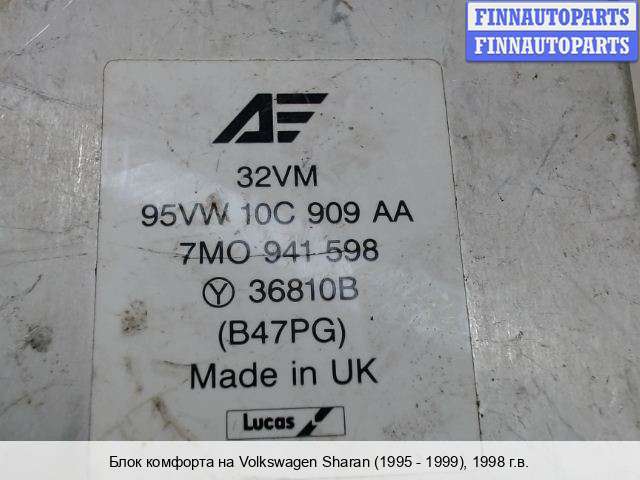 FINNAUTOPARTS
FINNAUTOPARTS
AE
32VM
95VW 10C 909 AA
7MO 941 598
Y 36810B
(B47PG)
Made in UK
Lucas
Блок комфорта на Volkswagen Sharan (1995 - 1999), 1998 г.в.